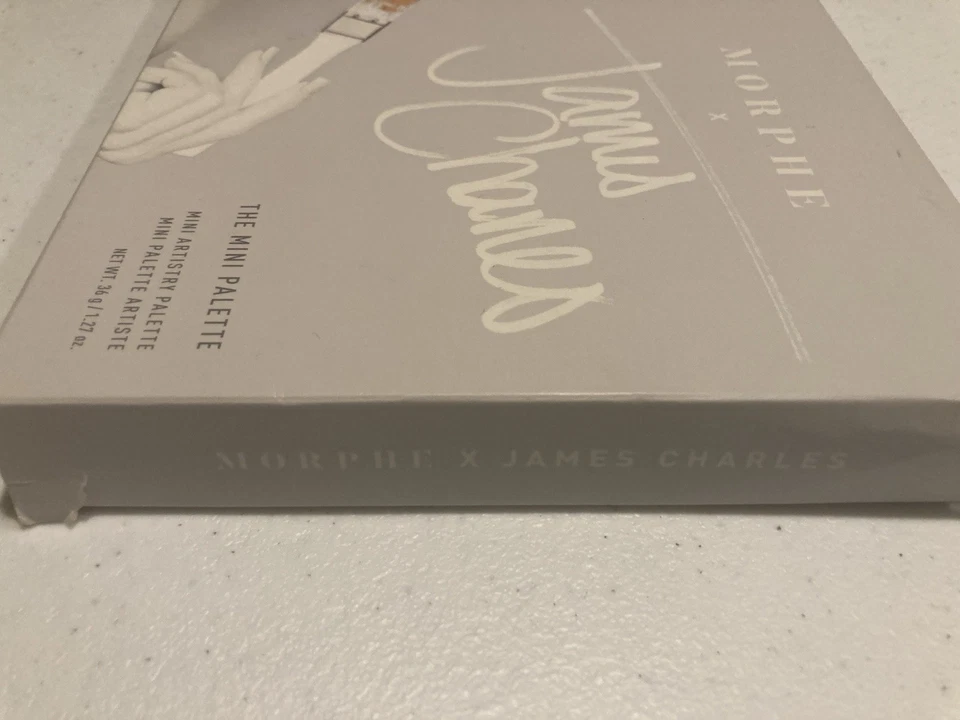 MORPHE
X
James
Charles
THE MINI PALETTE
MINI ARTISTRY PALETTE
MINI PALETTE ARTISTE
NET WT. 36 g / 1.27 oz.
MORPHE X JAMES CHARLES